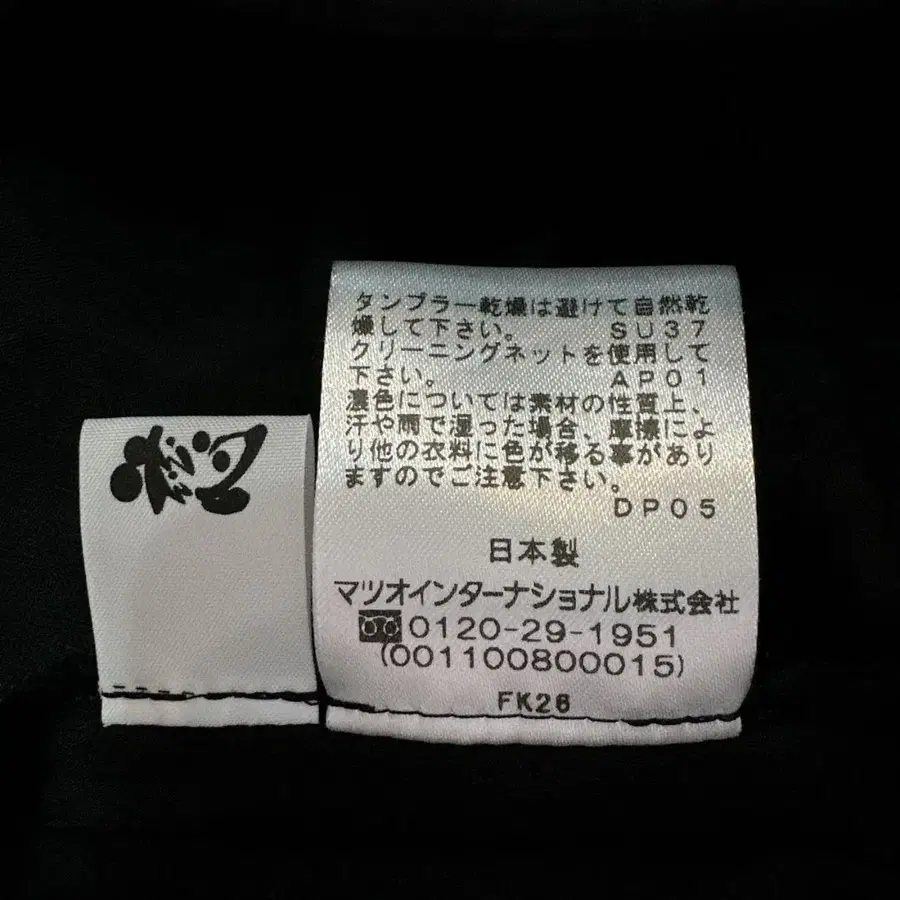 タンブラー乾燥は避けて自然乾
燥して下さい。 SU37
クリーニングネットを使用して
下さい。 AP01
濃色については素材の性質上、
汗や雨で湿った場合、摩擦によ
り他の衣料に色が移る事があり
ますのでご注意下さい。
DP05
日本製
マツオインターナショナル株式会社
0120-29-1951
(001100800015)
FK26